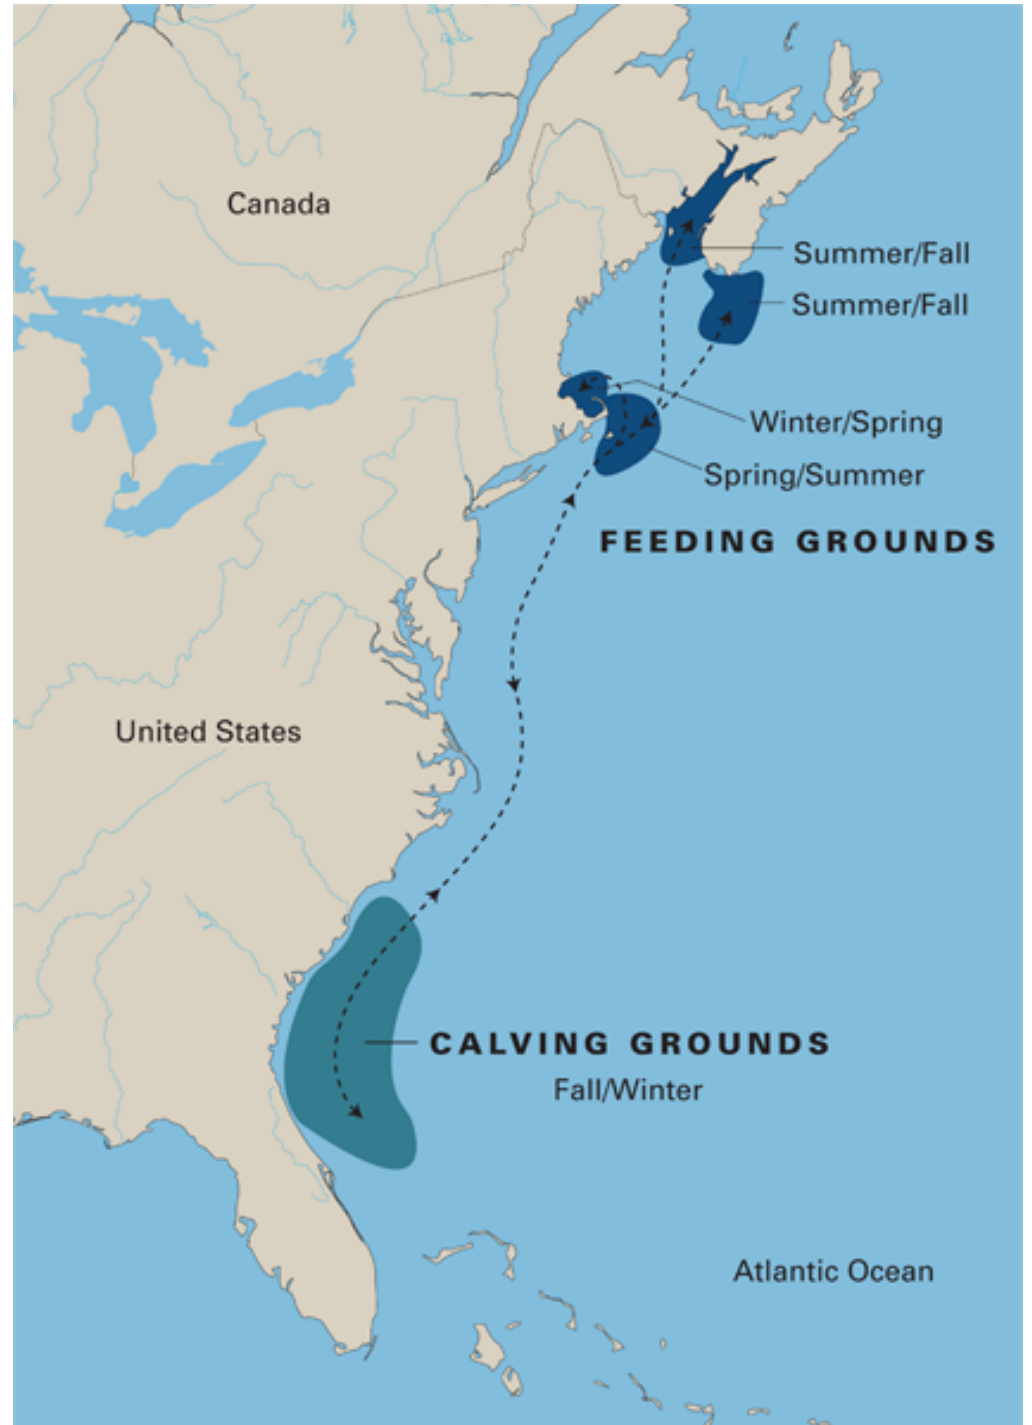 Canada
Summer/Fall
Summer/Fall
Winter/Spring
Spring/Summer
FEEDING GROUNDS
United States
CALVING GROUNDS
Fall/Winter
Atlantic Ocean